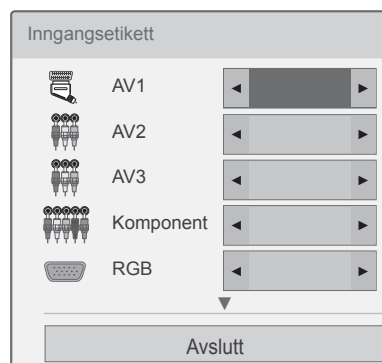 Inngangsetikett
AV1
AV2
AV3
Komponent
RGB
Avslutt